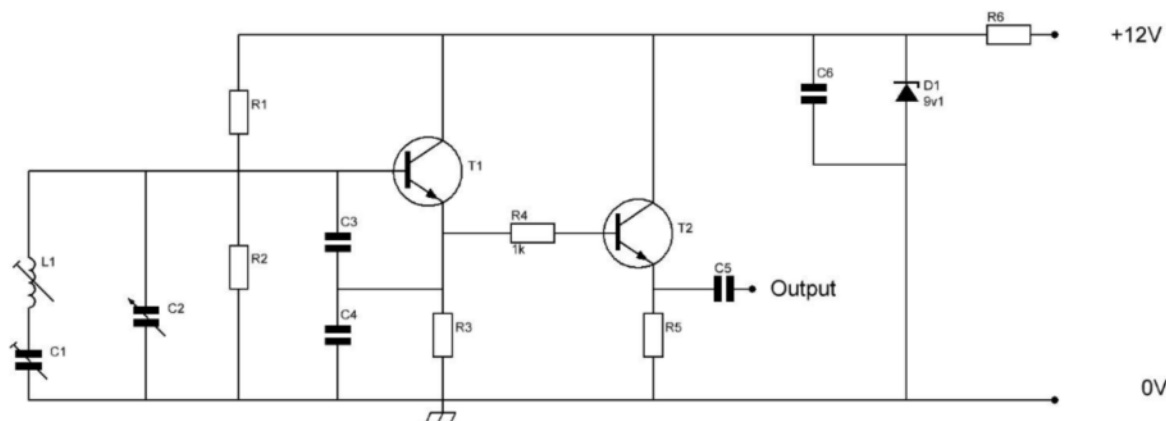 R6
+12V
C6
D1
9v1
R1
T1
R4
1k
T2
C3
L1
R2
C2
C5
Output
C4
R3
R5
C1
0V